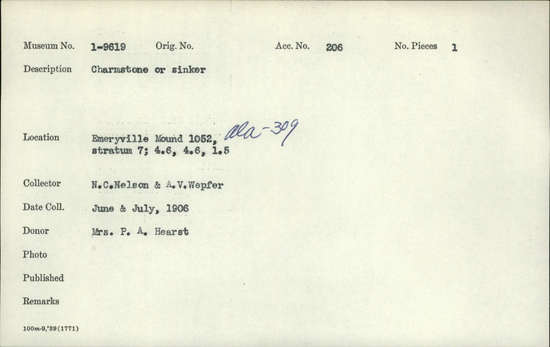 Museum No. 1-9619 Orig. No. Acc. No. 206 No. Pieces 1
Description Charmstone or sinker
Location Emeryville Mound 1052, ala-309
stratum 7; 4.6, 4.6, 1.5
Collector N.C.Nelson & A.V.Wepfer
Date Coll. June & July, 1906
Donor Mrs. P. A. Hearst
Photo
Published
Remarks
100m-9,'39(1771)